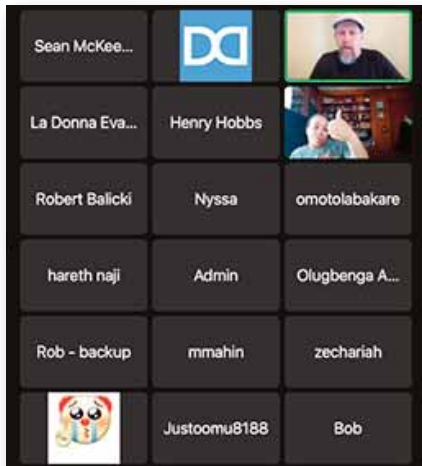 Sean McKee...
La Donna Eva...
Henry Hobbs
Robert Balicki
Nyssa
omotolabakare
hareth naji
Admin
Olugbenga A...
Rob - backup
mmahin
zechariah
Justoomu8188
Bob